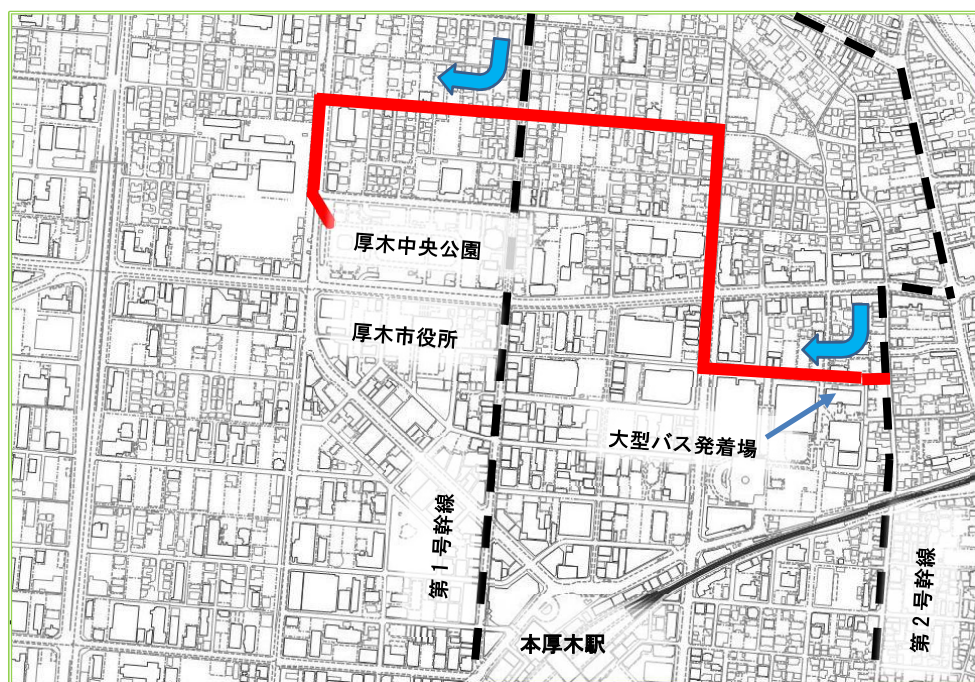 厚木中央公園
厚木市役所
大型バス発着場
第1号幹線
第2号幹線
本厚木駅